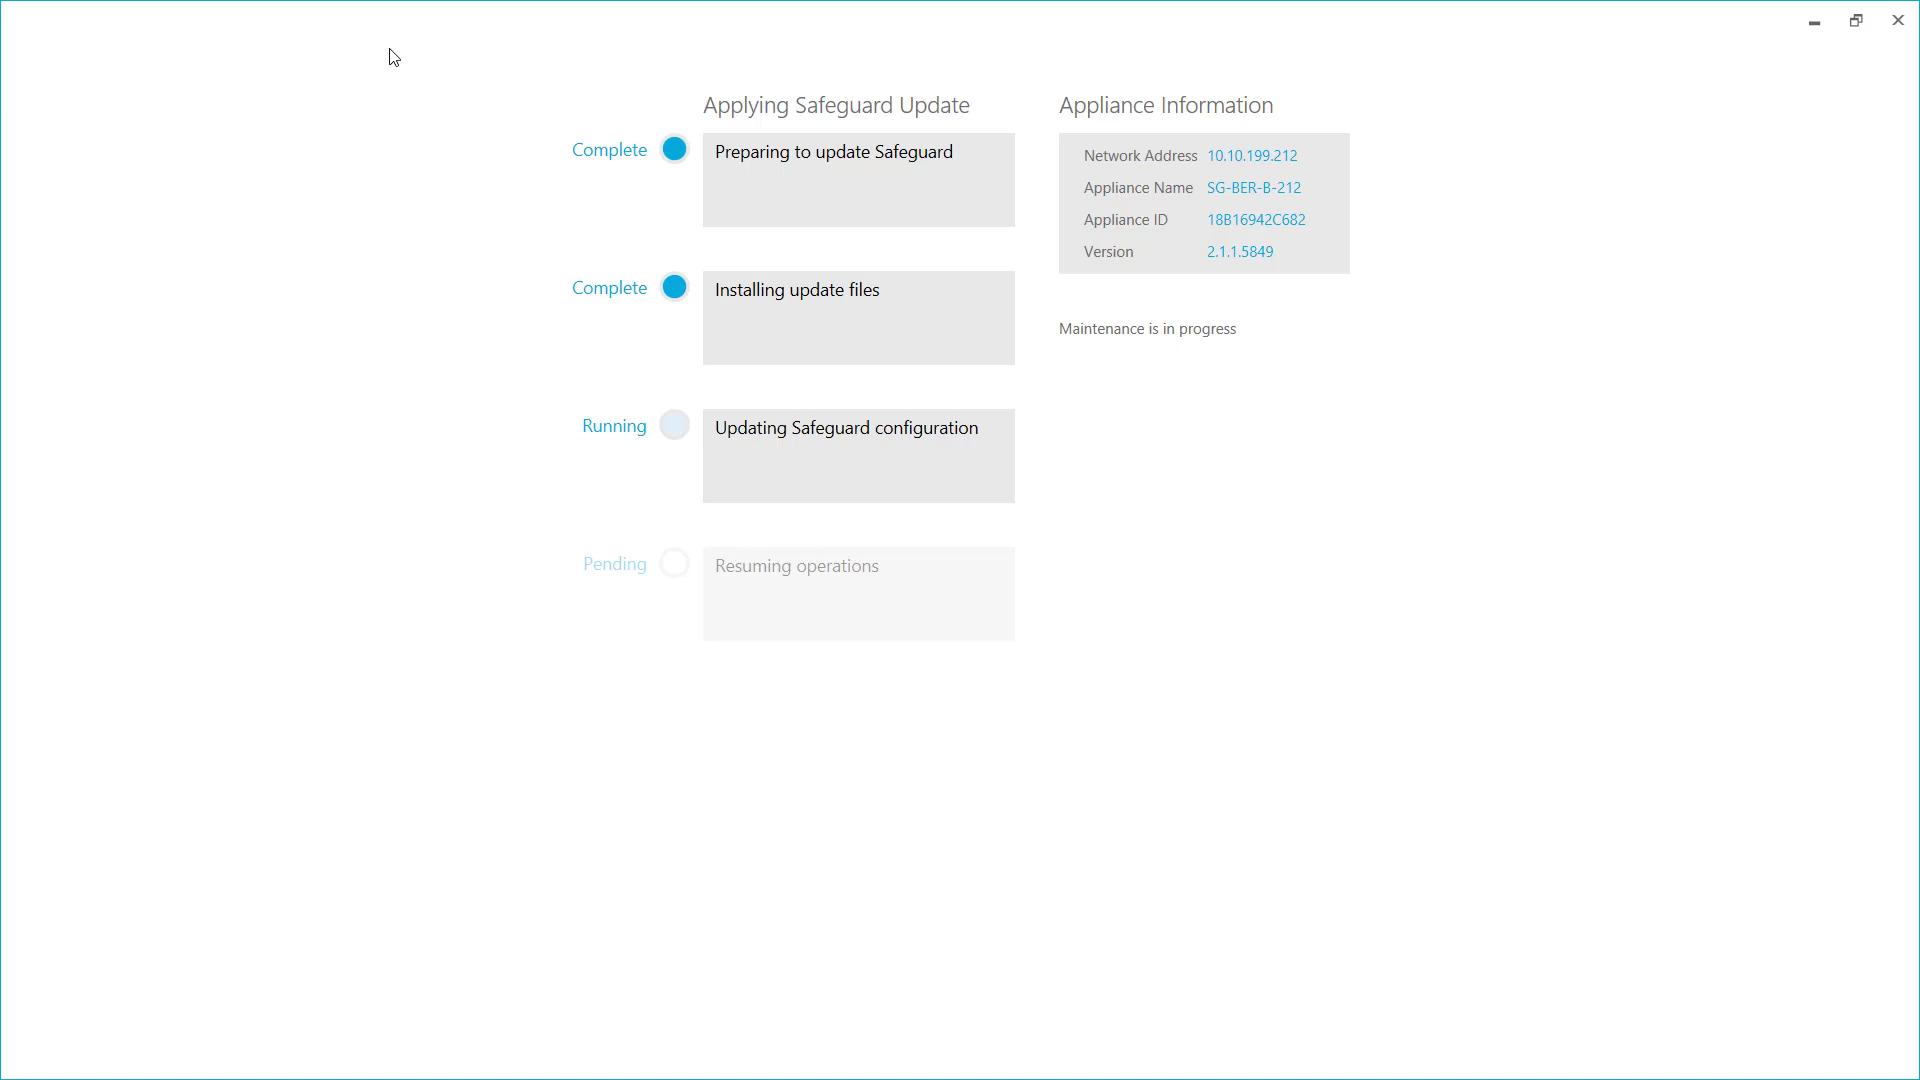 Applying Safeguard Update
Complete
Preparing to update Safeguard
Complete
Installing update files
Running
Updating Safeguard configuration
Pending
Resuming operations
Appliance Information
Network Address 10.10.199.212
Appliance Name SG-BER-B-212
Appliance ID 18B16942C682
Version 2.1.1.5849
Maintenance is in progress